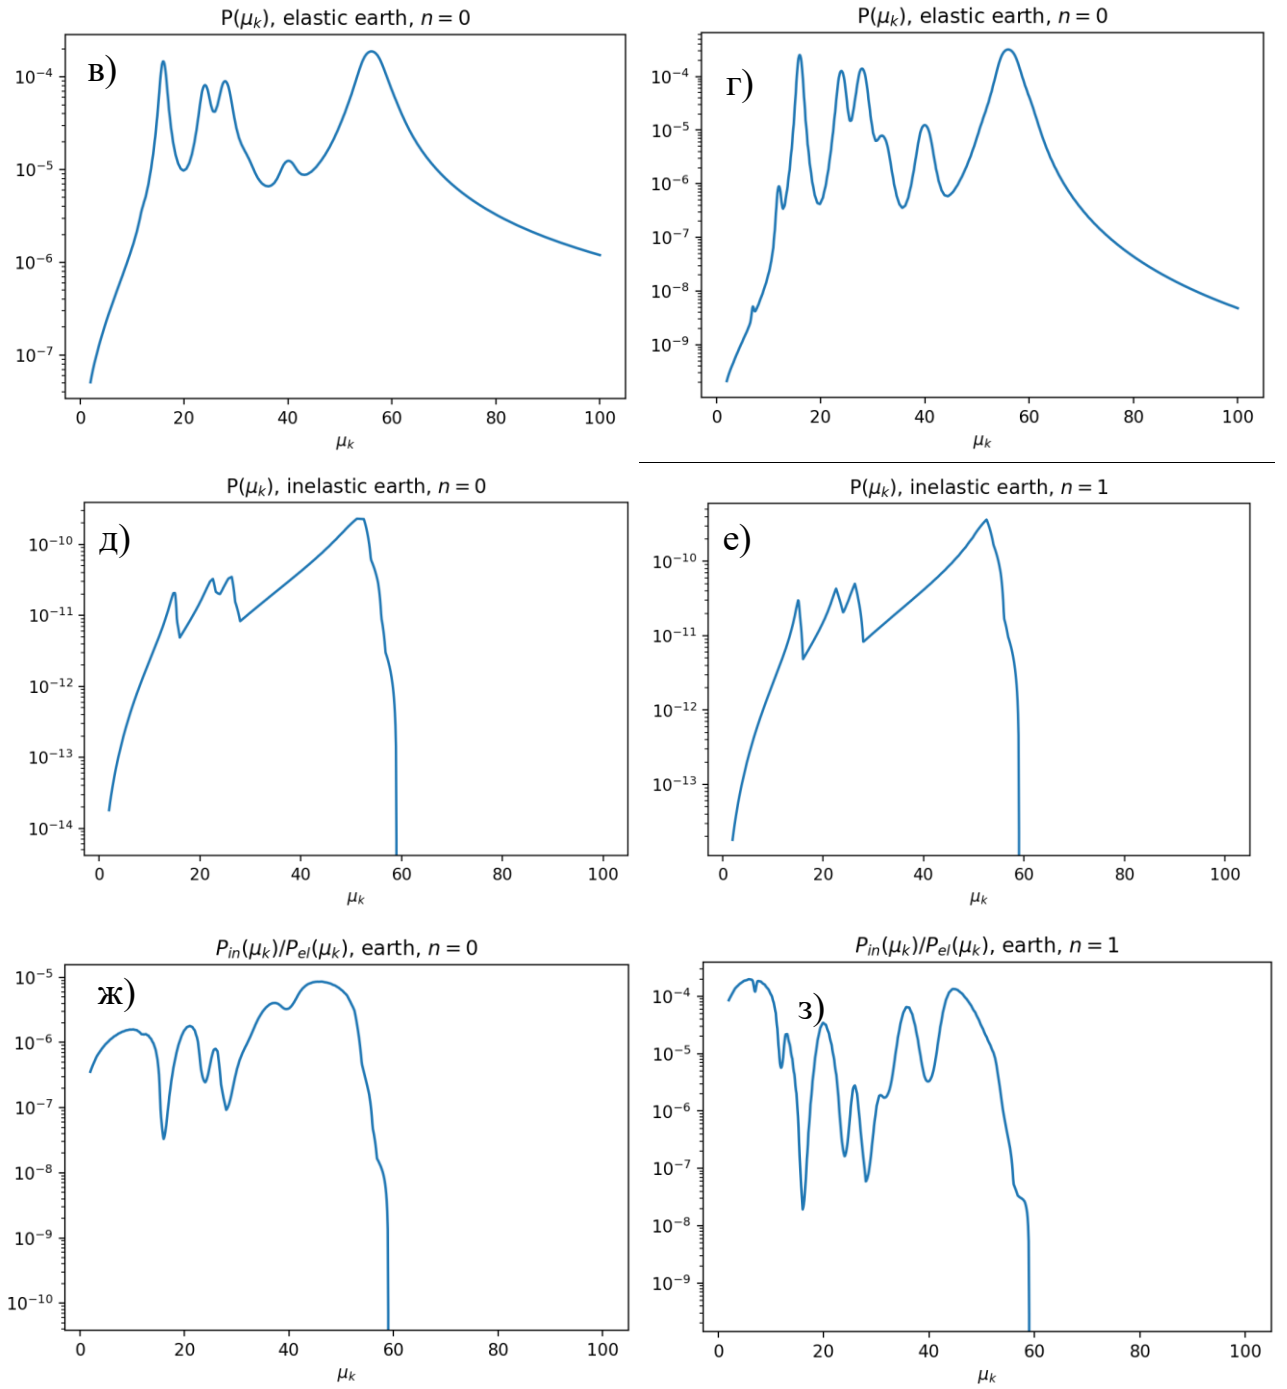 P(μₖ), elastic earth, n = 0
в)
10⁻⁴
10⁻⁵
10⁻⁶
10⁻⁷
0 20 40 60 80 100
μₖ
P(μₖ), elastic earth, n = 0
г)
10⁻⁴
10⁻⁵
10⁻⁶
10⁻⁷
10⁻⁸
10⁻⁹
0 20 40 60 80 100
μₖ
P(μₖ), inelastic earth, n = 0
д)
10⁻¹⁰
10⁻¹¹
10⁻¹²
10⁻¹³
10⁻¹⁴
0 20 40 60 80 100
μₖ
P(μₖ), inelastic earth, n = 1
е)
10⁻¹⁰
10⁻¹¹
10⁻¹²
10⁻¹³
0 20 40 60 80 100
μₖ
Pᵢₙ(μₖ)/Pₑₗ(μₖ), earth, n = 0
ж)
10⁻⁵
10⁻⁶
10⁻⁷
10⁻⁸
10⁻⁹
10⁻¹⁰
0 20 40 60 80 100
μₖ
Pᵢₙ(μₖ)/Pₑₗ(μₖ), earth, n = 1
з)
10⁻⁴
10⁻⁵
10⁻⁶
10⁻⁷
10⁻⁸
10⁻⁹
0 20 40 60 80 100
μₖ